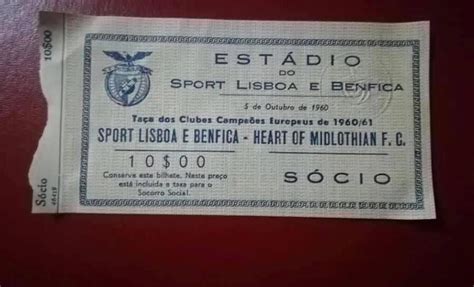 10$00
ESTÁDIO
DO
SPORT LISBOA E BENFICA
5 de Outubro de 1960
Taça dos Clubes Campeões Europeus de 1960/61
SPORT LISBOA E BENFICA - HEART OF MIDLOTHIAN F. C.
10$00
Conserve este bilhete. Neste preço
está incluída a taxa para o
Socorro Social.
SÓCIO
Sócio